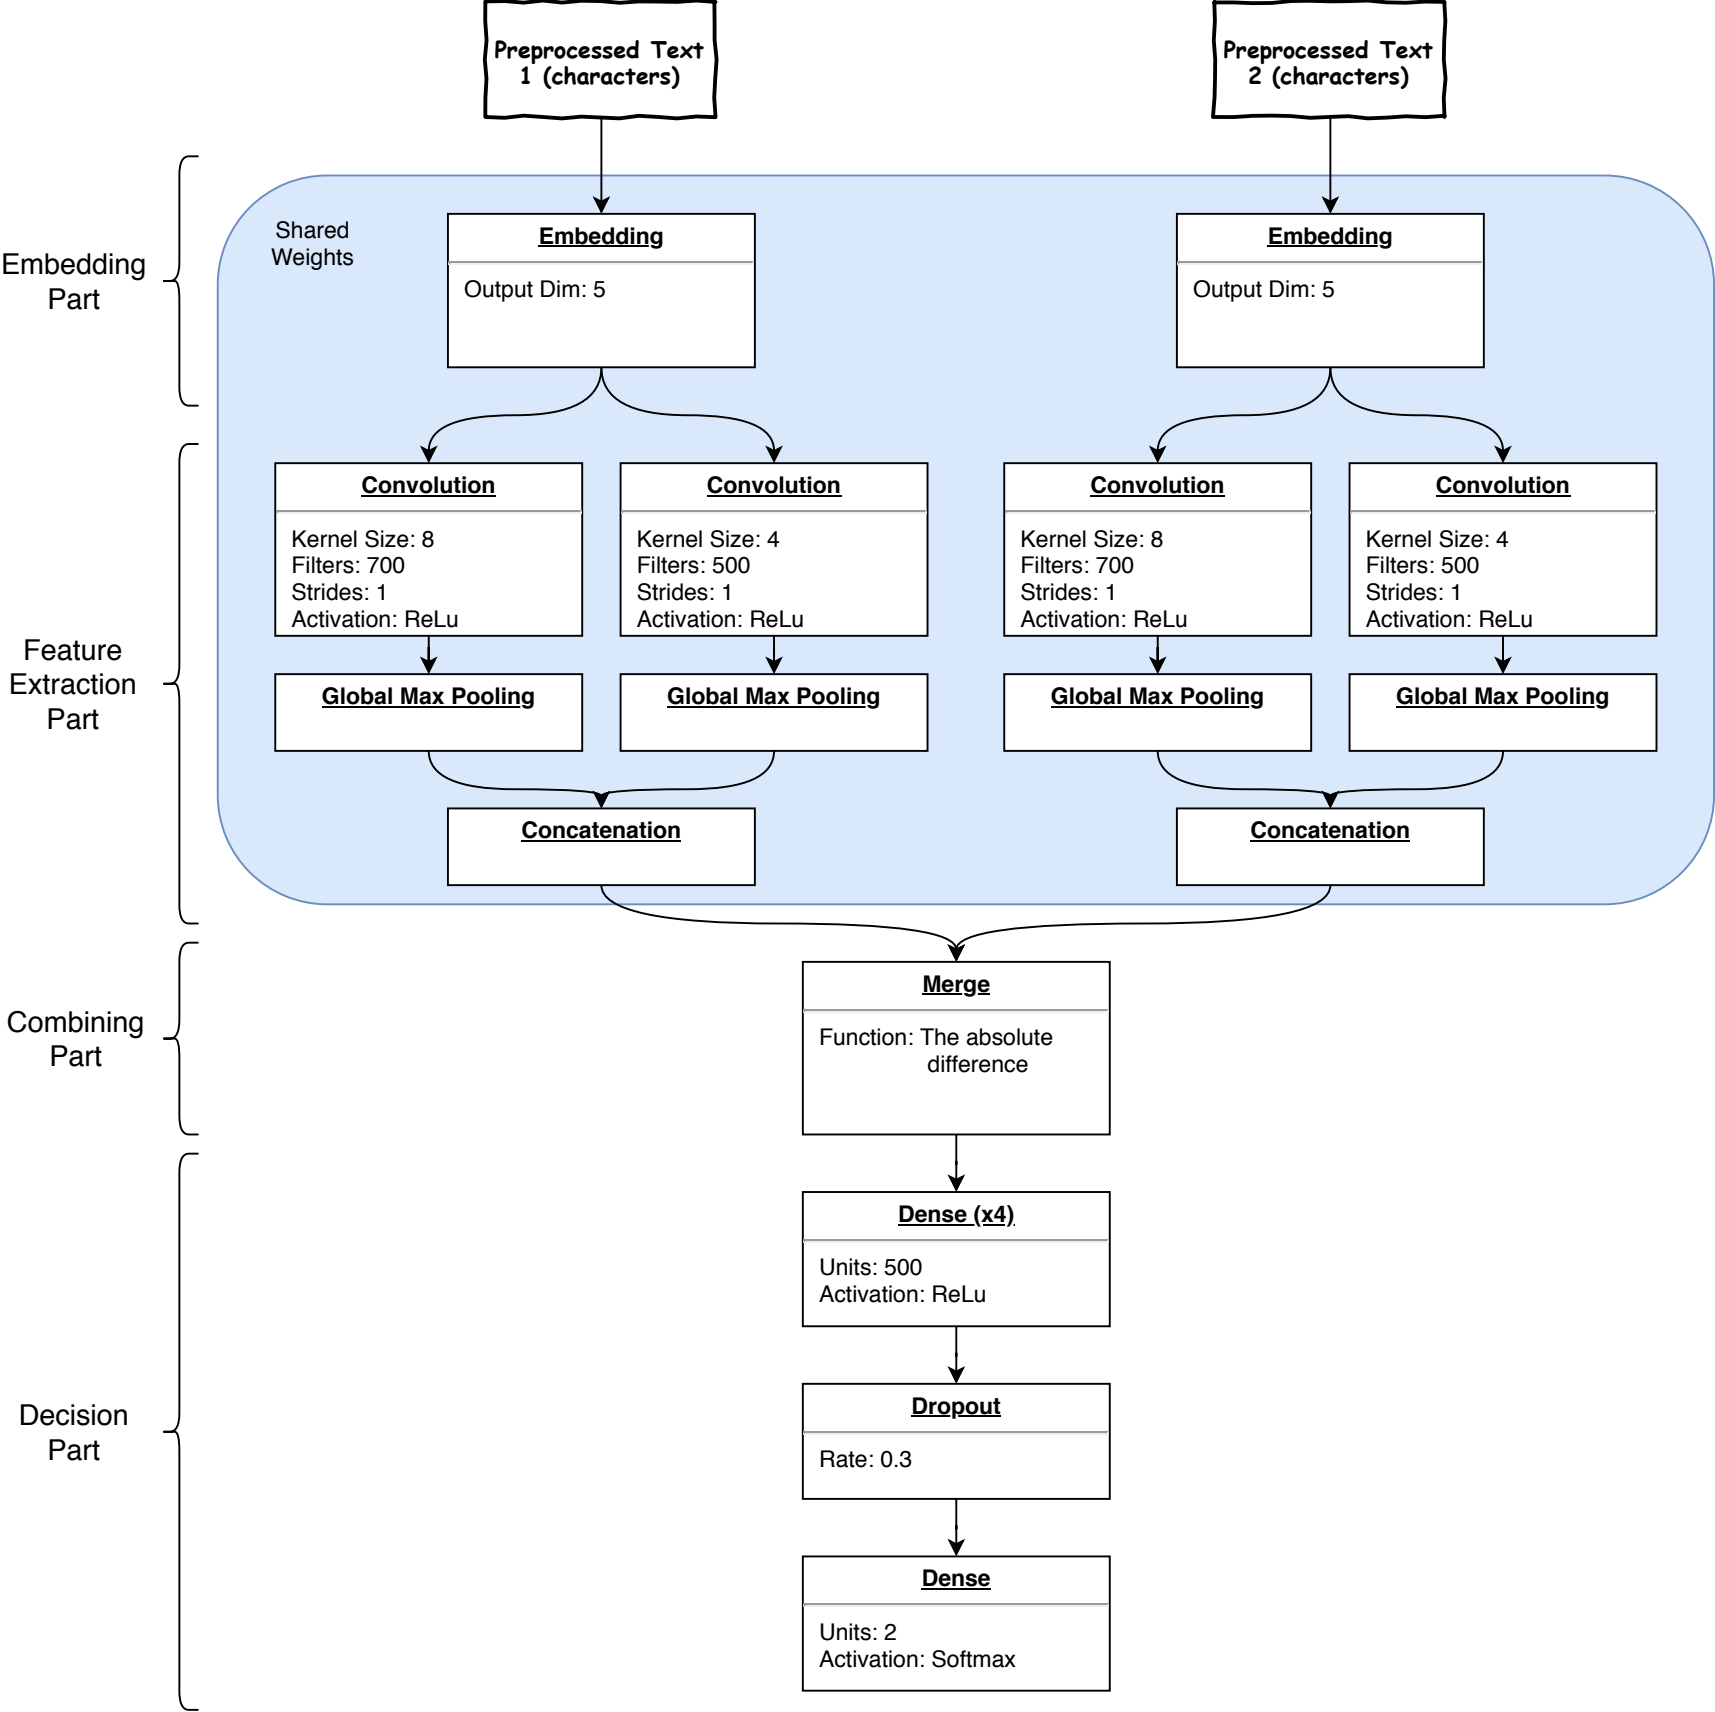 Preprocessed Text
1 (characters)
Preprocessed Text
2 (characters)
Embedding
Part
Shared
Weights
Embedding
Output Dim: 5
Embedding
Output Dim: 5
Feature
Extraction
Part
Convolution
Kernel Size: 8
Filters: 700
Strides: 1
Activation: ReLu
Convolution
Kernel Size: 4
Filters: 500
Strides: 1
Activation: ReLu
Convolution
Kernel Size: 8
Filters: 700
Strides: 1
Activation: ReLu
Convolution
Kernel Size: 4
Filters: 500
Strides: 1
Activation: ReLu
Global Max Pooling
Global Max Pooling
Global Max Pooling
Global Max Pooling
Concatenation
Concatenation
Combining
Part
Merge
Function: The absolute
difference
Decision
Part
Dense (x4)
Units: 500
Activation: ReLu
Dropout
Rate: 0.3
Dense
Units: 2
Activation: Softmax